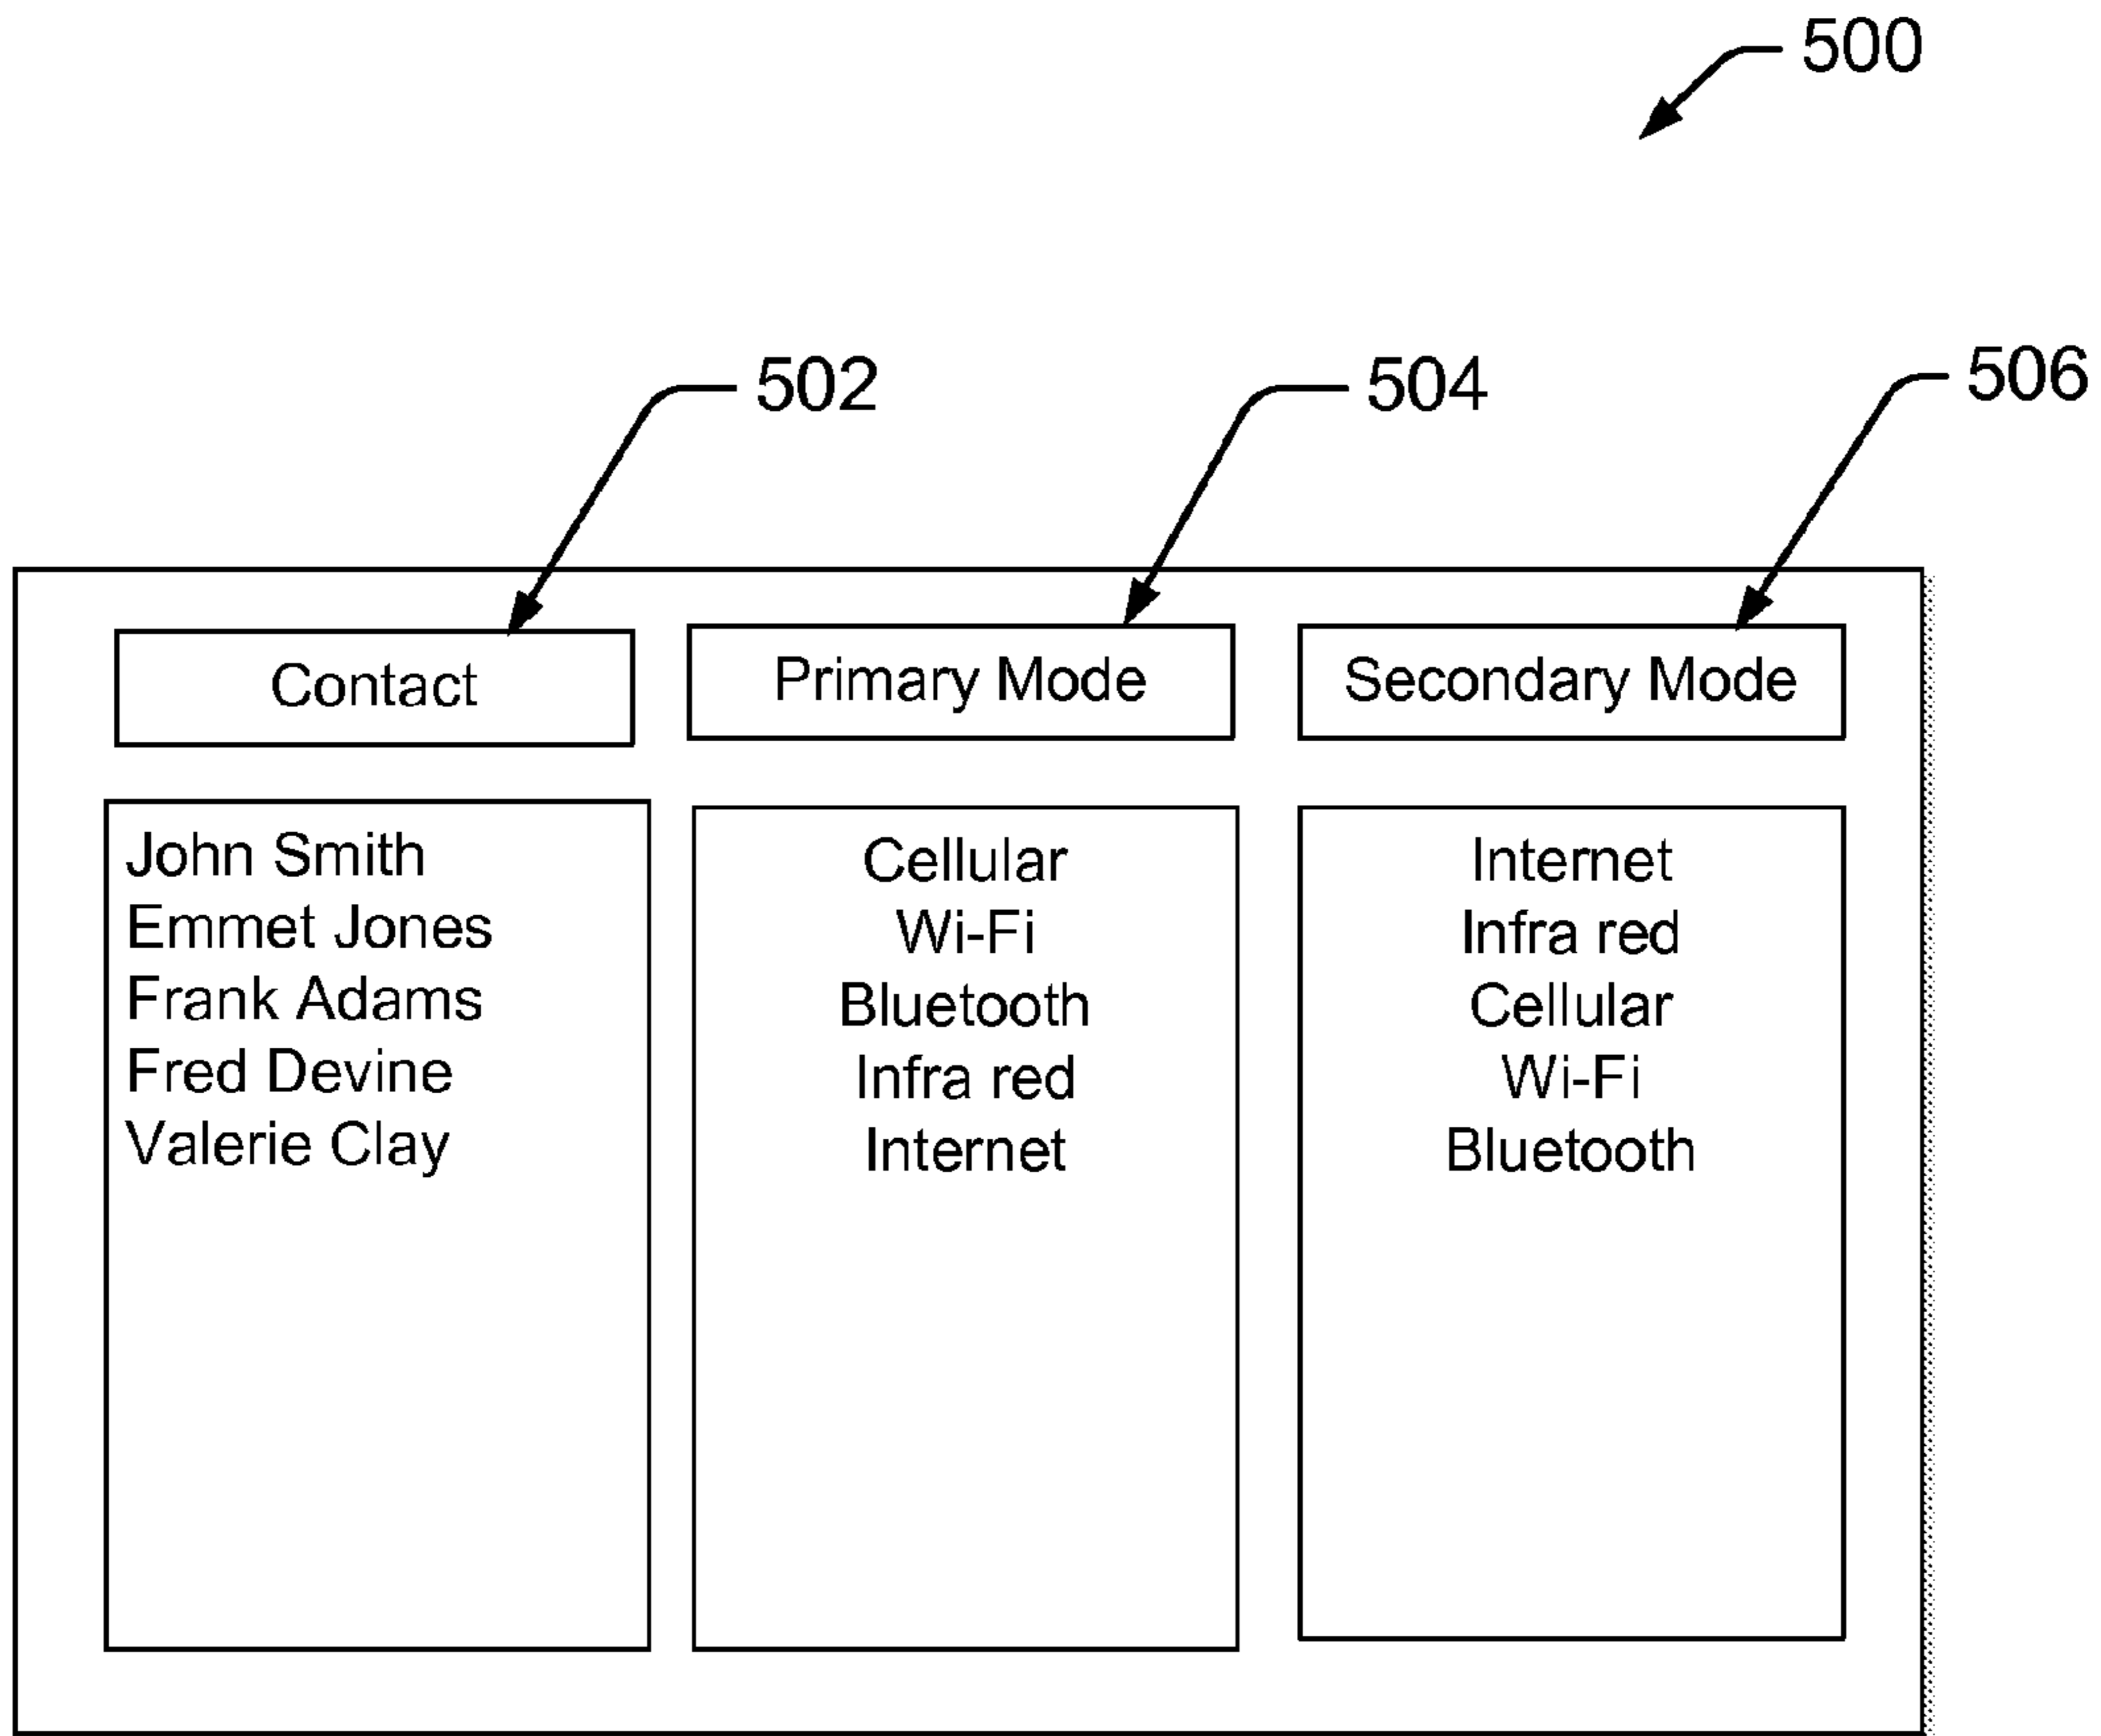 500
502
504
506
Contact
Primary Mode
Secondary Mode
John Smith
Emmet Jones
Frank Adams
Fred Devine
Valerie Clay
Cellular
Wi-Fi
Bluetooth
Infra red
Internet
Internet
Infra red
Cellular
Wi-Fi
Bluetooth